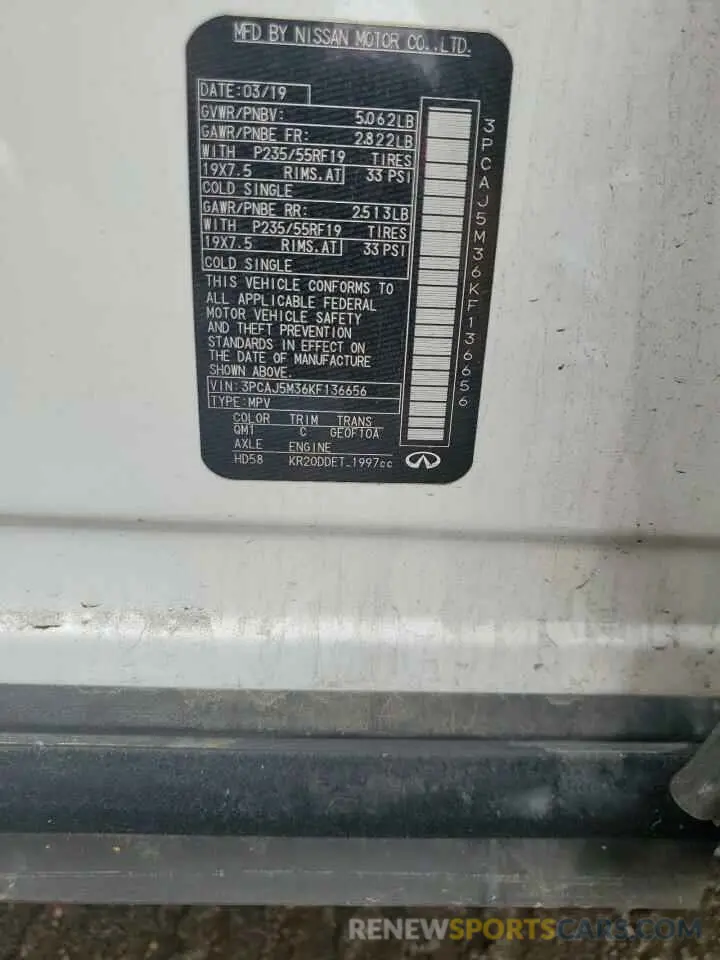 MFD BY NISSAN MOTOR CO.,LTD.
DATE:03/19
GVWR/PNBV: 5062LB
GAWR/PNBE FR: 2822LB
WITH P235/55RF19 TIRES
19X7.5 RIMS.AT 33 PSI
COLD SINGLE
GAWR/PNBE RR: 2513LB
WITH P235/55RF19 TIRES
19X7.5 RIMS.AT 33 PSI
COLD SINGLE
THIS VEHICLE CONFORMS TO
ALL APPLICABLE FEDERAL
MOTOR VEHICLE SAFETY
AND THEFT PREVENTION
STANDARDS IN EFFECT ON
THE DATE OF MANUFACTURE
SHOWN ABOVE.
VIN:3PCAJ5M36KF136656
TYPE:MPV
COLOR TRIM TRANS
QM1 C GE0F10A
AXLE ENGINE
HD58 KR20DDET_1997cc
3PCAJ5M36KF136656
RENEWSPORTSCARS.COM